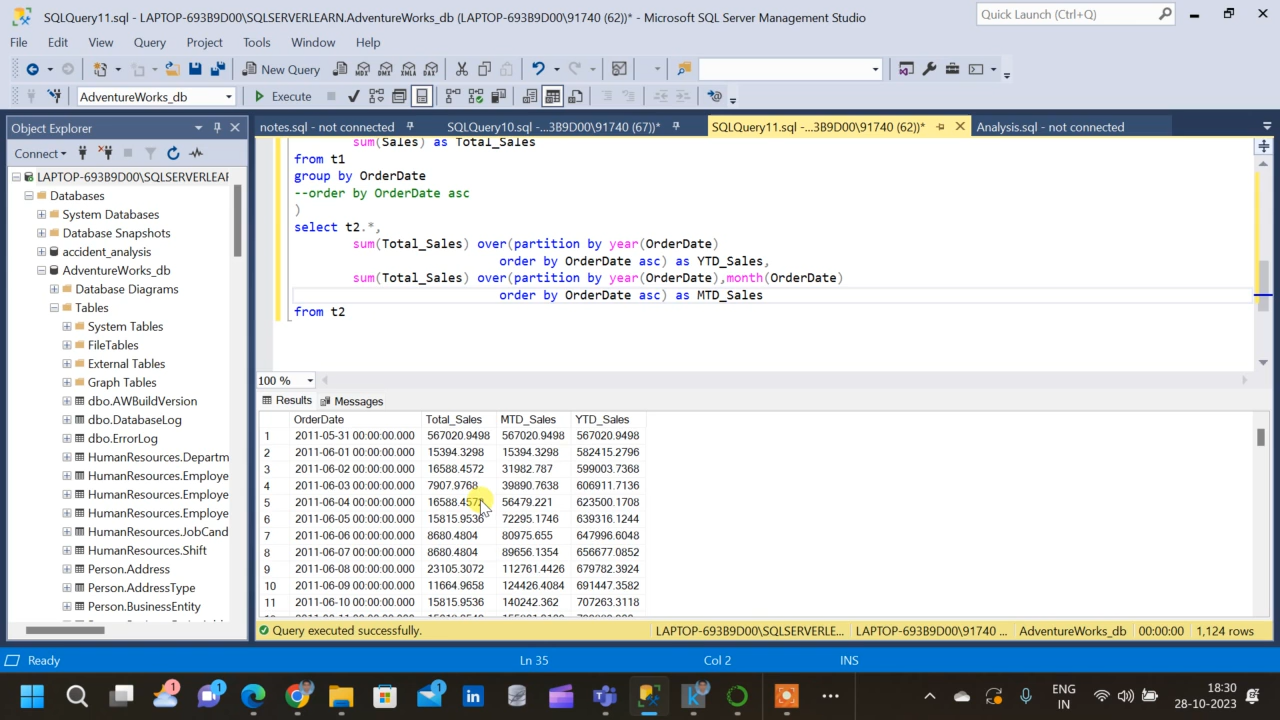 SQLQuery11.sql - LAPTOP-693B9D00\SQLSERVERLEARN.AdventureWorks_db (LAPTOP-693B9D00\91740 (62))* - Microsoft SQL Server Management Studio
Quick Launch (Ctrl+Q)
File Edit View Query Project Tools Window Help
New Query MDX DMX XMLA DAX
AdventureWorks_db Execute
Object Explorer
notes.sql - not connected SQLQuery10.sql -...3B9D00\91740 (67))* SQLQuery11.sql -...3B9D00\91740 (62))* Analysis.sql - not connected
Connect
LAPTOP-693B9D00\SQLSERVERLEAR
Databases
System Databases
Database Snapshots
accident_analysis
AdventureWorks_db
Database Diagrams
Tables
System Tables
FileTables
External Tables
Graph Tables
dbo.AWBuildVersion
dbo.DatabaseLog
dbo.ErrorLog
HumanResources.Departm
HumanResources.Employe
HumanResources.Employe
HumanResources.Employe
HumanResources.JobCand
HumanResources.Shift
Person.Address
Person.AddressType
Person.BusinessEntity
sum(Sales) as Total_Sales
from t1
group by OrderDate
--order by OrderDate asc
)
select t2.*,
sum(Total_Sales) over(partition by year(OrderDate)
order by OrderDate asc) as YTD_Sales,
sum(Total_Sales) over(partition by year(OrderDate),month(OrderDate)
order by OrderDate asc) as MTD_Sales
from t2
100 %
Results Messages
OrderDate Total_Sales MTD_Sales YTD_Sales
1 2011-05-31 00:00:00.000 567020.9498 567020.9498 567020.9498
2 2011-06-01 00:00:00.000 15394.3298 15394.3298 582415.2796
3 2011-06-02 00:00:00.000 16588.4572 31982.787 599003.7368
4 2011-06-03 00:00:00.000 7907.9768 39890.7638 606911.7136
5 2011-06-04 00:00:00.000 16588.4572 56479.221 623500.1708
6 2011-06-05 00:00:00.000 15815.9536 72295.1746 639316.1244
7 2011-06-06 00:00:00.000 8680.4804 80975.655 647996.6048
8 2011-06-07 00:00:00.000 8680.4804 89656.1354 656677.0852
9 2011-06-08 00:00:00.000 23105.3072 112761.4426 679782.3924
10 2011-06-09 00:00:00.000 11664.9658 124426.4084 691447.3582
11 2011-06-10 00:00:00.000 15815.9536 140242.362 707263.3118
Query executed successfully. LAPTOP-693B9D00\SQLSERVERLE... LAPTOP-693B9D00\91740 ... AdventureWorks_db 00:00:00 1,124 rows
Ready Ln 35 Col 2 INS
1 1 ENG 18:30
IN 28-10-2023